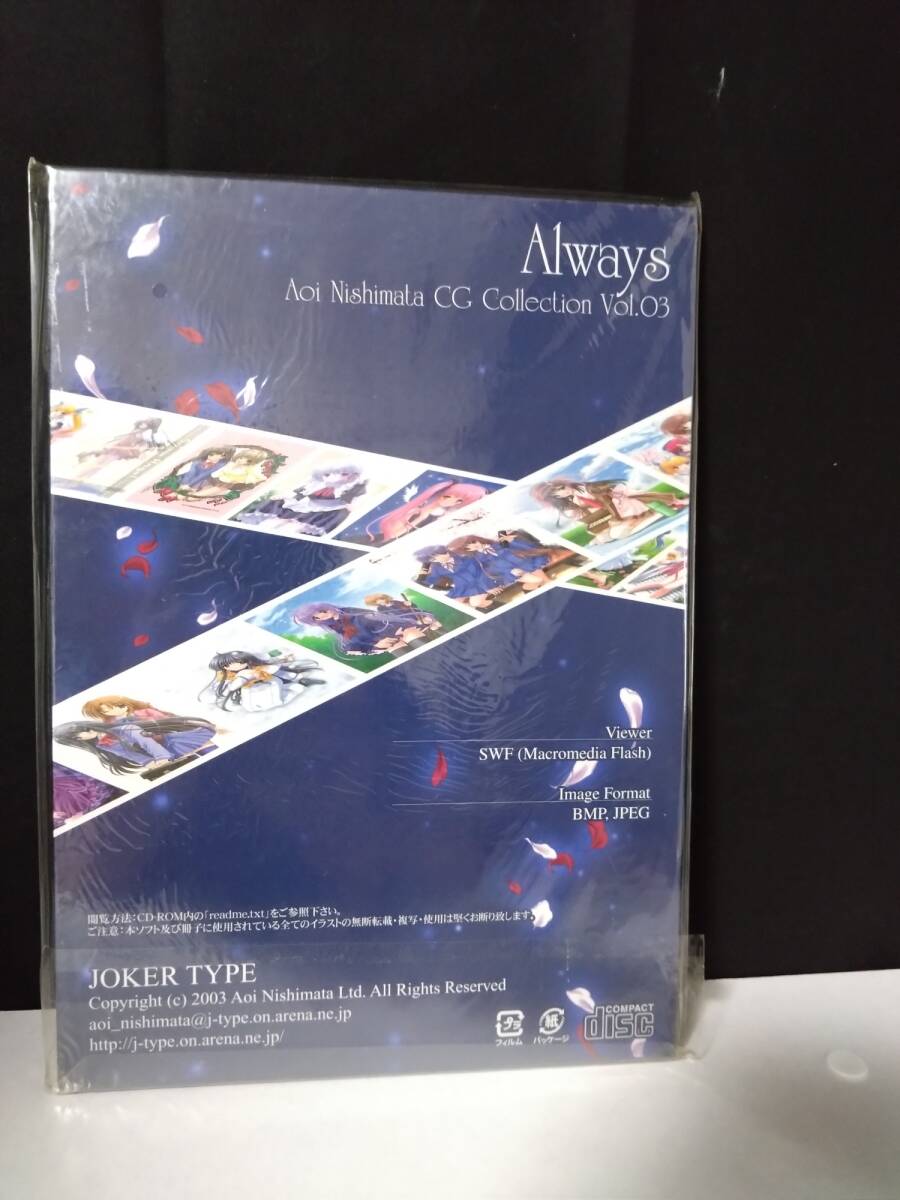 Always
Aoi Nishimata CG Collection Vol.03
Viewer
SWF (Macromedia Flash)
Image Format
BMP, JPEG
閲覧方法:CD-ROM内の「readme.txt」をご参照下さい。
ご注意:本ソフト及び冊子に使用されている全てのイラストの無断転載・複写・使用は堅くお断り致します。
JOKER TYPE
Copyright (c) 2003 Aoi Nishimata Ltd. All Rights Reserved
aoi_nishimata@j-type.on.arena.ne.jp
http://j-type.on.arena.ne.jp/
プラ
フィルム
紙
パッケージ
COMPACT
disc